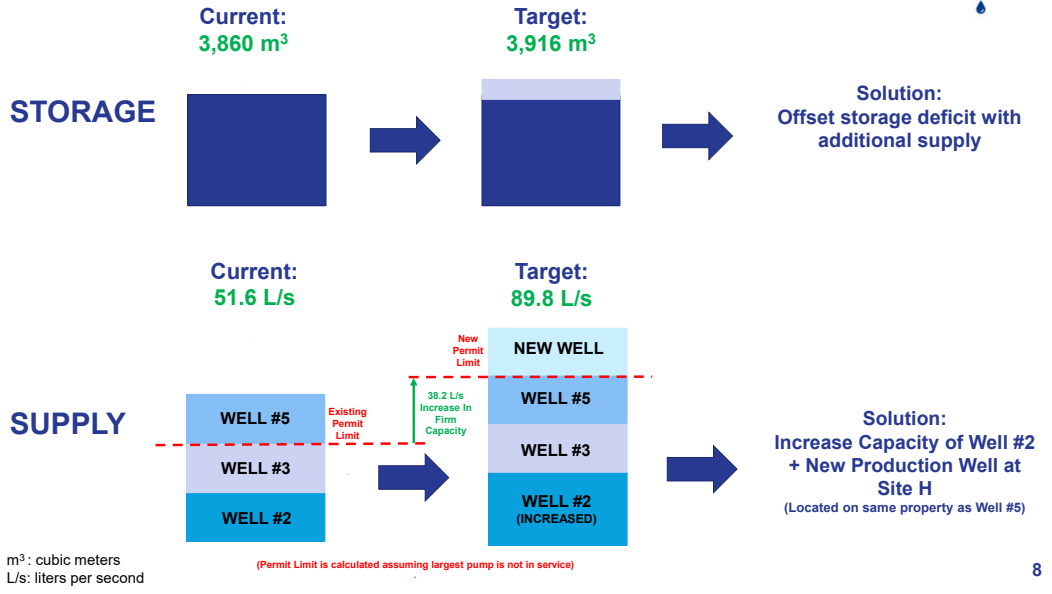 Current:
3,860 m³
Target:
3,916 m³
STORAGE
Solution:
Offset storage deficit with
additional supply
Current:
51.6 L/s
Target:
89.8 L/s
SUPPLY
WELL #5
WELL #3
WELL #2
Existing
Permit
Limit
New
Permit
Limit
38.2 L/s
Increase In
Firm
Capacity
NEW WELL
WELL #5
WELL #3
WELL #2
(INCREASED)
Solution:
Increase Capacity of Well #2
+ New Production Well at
Site H
(Located on same property as Well #5)
m³ : cubic meters
L/s: liters per second
(Permit Limit is calculated assuming largest pump is not in service)
8